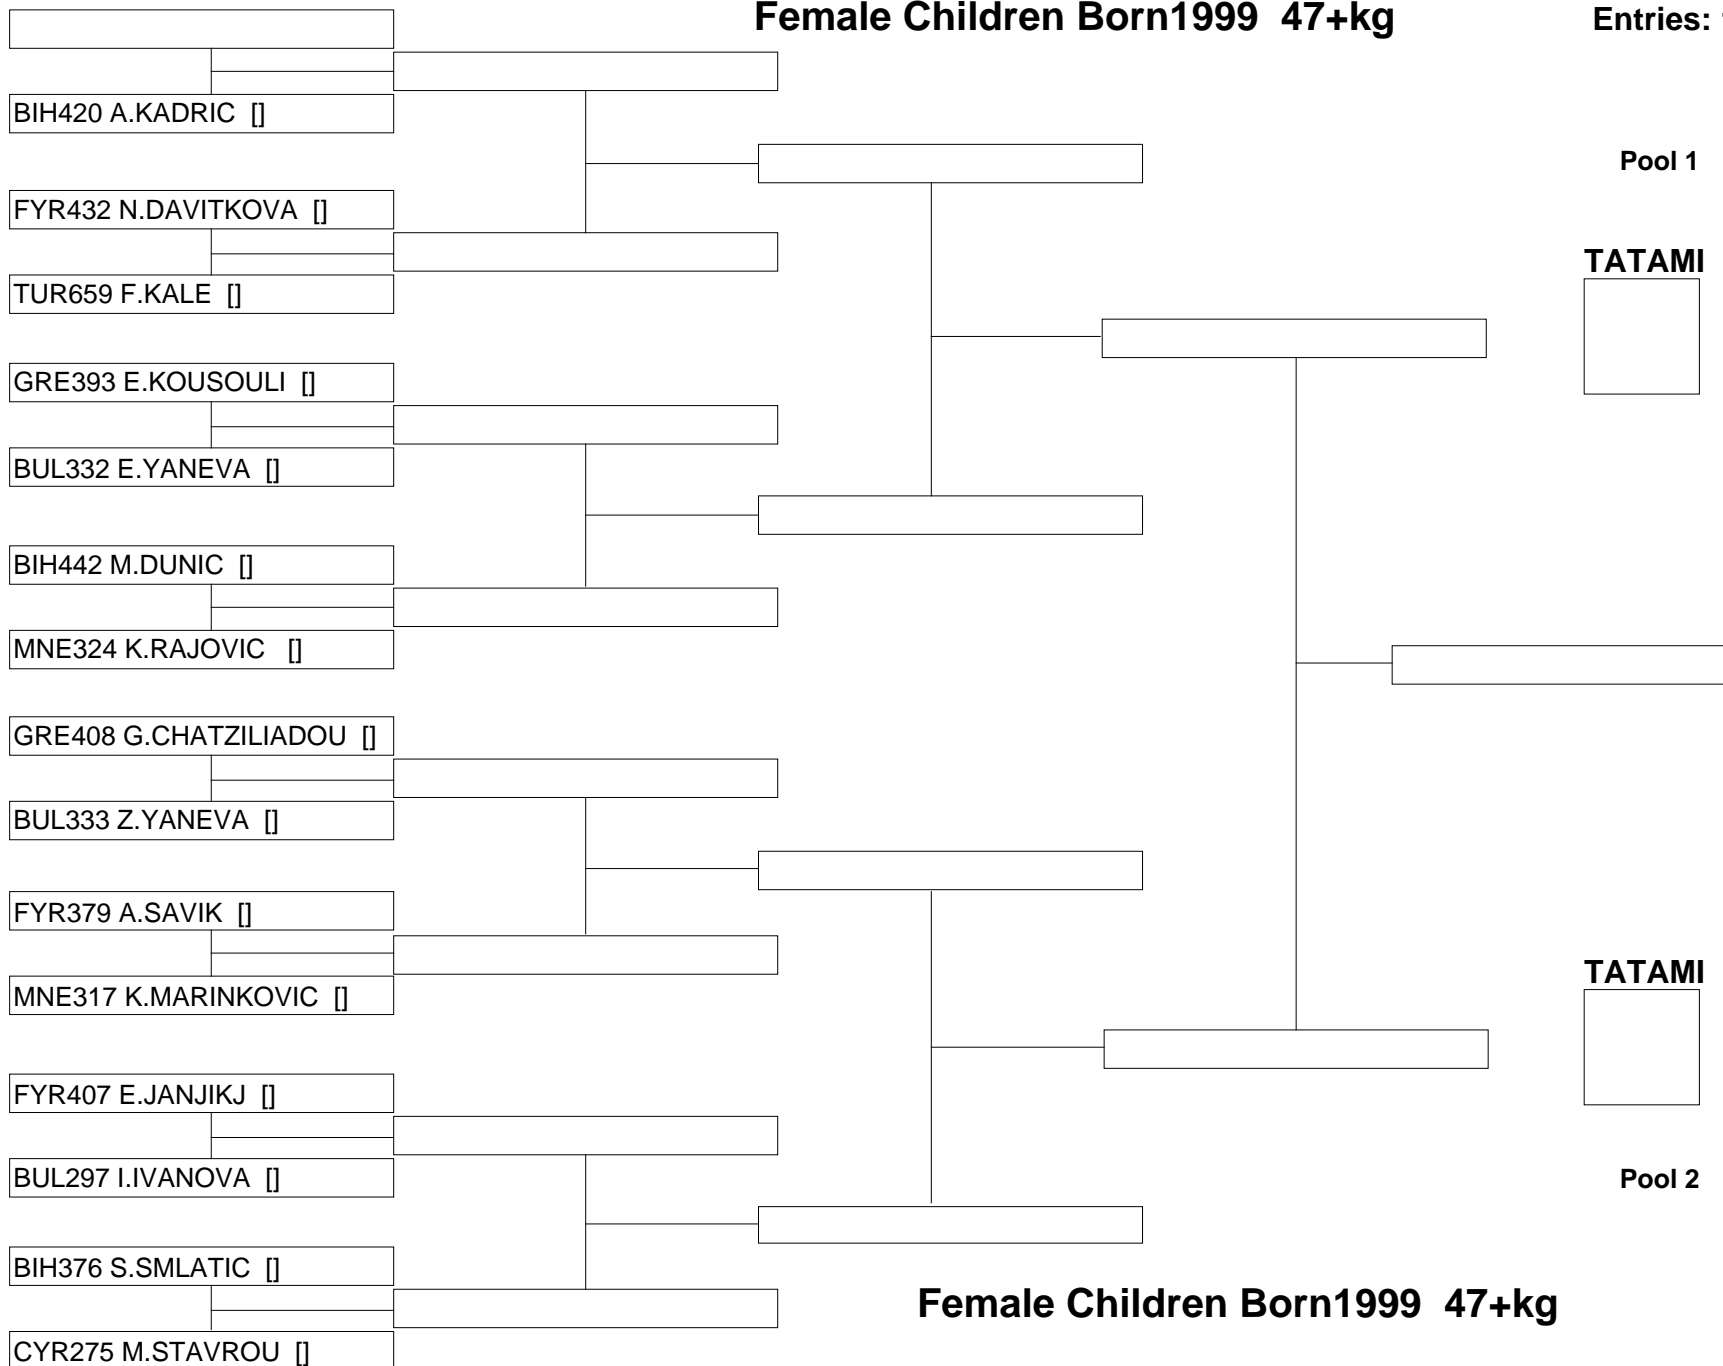 Female Children Born1999  47+kg
Entries:
BIH420 A.KADRIC  []
Pool 1
FYR432 N.DAVITKOVA  []
TATAMI
TUR659 F.KALE  []
GRE393 E.KOUSOULI  []
BUL332 E.YANEVA  []
BIH442 M.DUNIC  []
MNE324 K.RAJOVIC   []
GRE408 G.CHATZILIADOU  []
BUL333 Z.YANEVA  []
FYR379 A.SAVIK  []
TATAMI
MNE317 K.MARINKOVIC  []
FYR407 E.JANJIKJ  []
BUL297 I.IVANOVA  []
Pool 2
BIH376 S.SMLATIC  []
Female Children Born1999  47+kg
CYR275 M.STAVROU  []